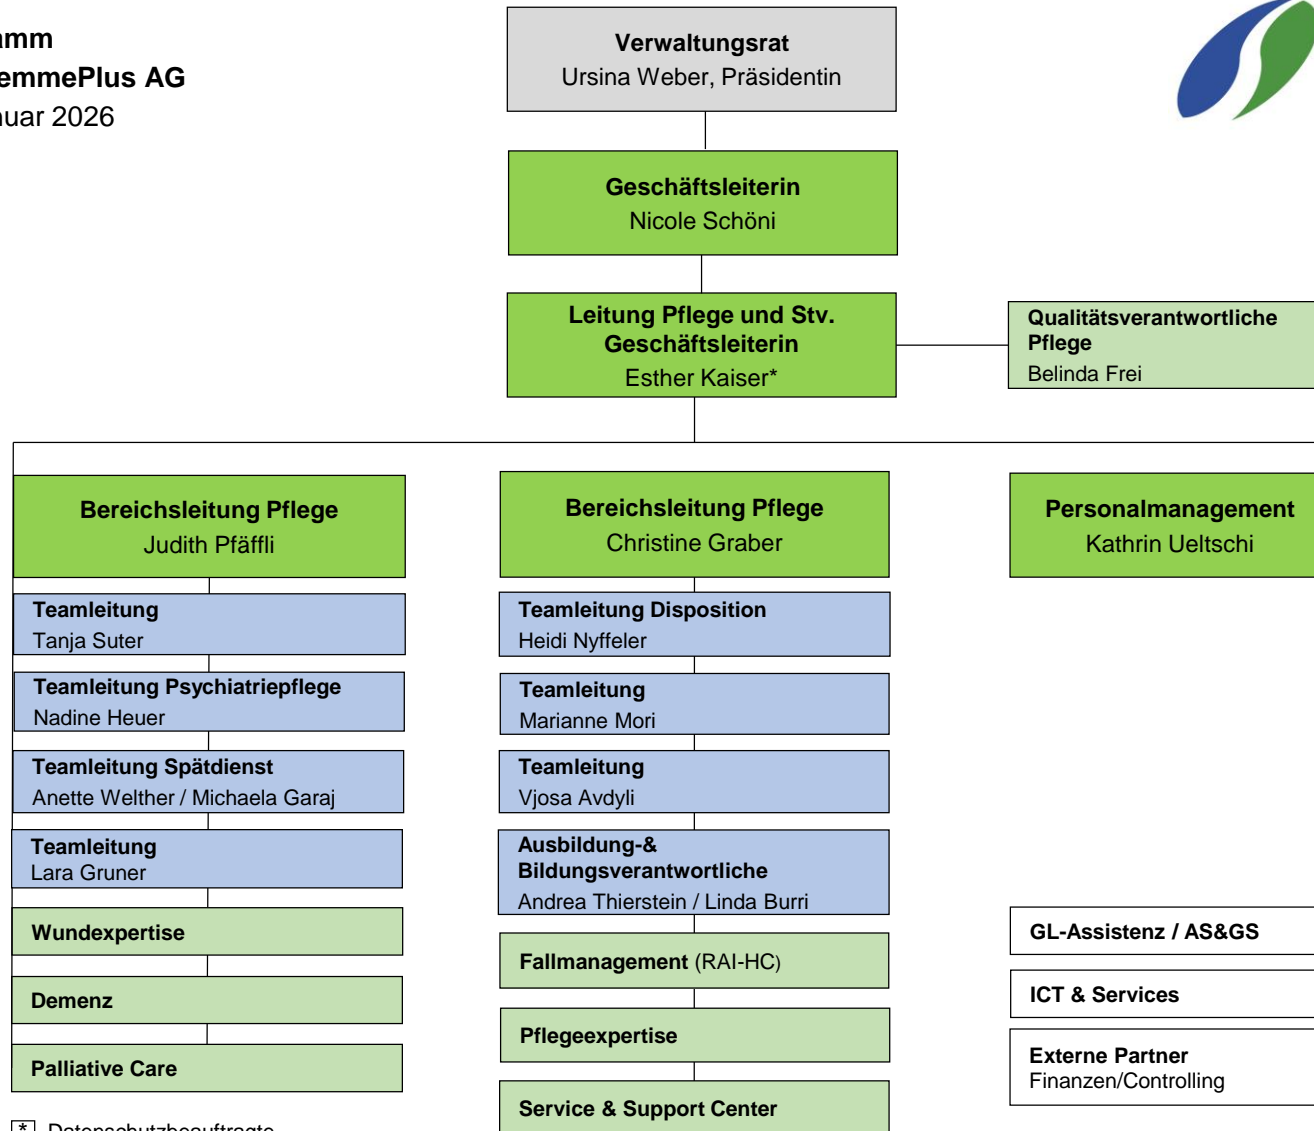 amm
emmePlus AG
nuar 2026
Verwaltungsrat
Ursina Weber, Präsidentin
Geschäftsleiterin
Nicole Schöni
Leitung Pflege und Stv.
Geschäftsleiterin
Esther Kaiser*
Qualitätsverantwortliche
Pflege
Belinda Frei
Bereichsleitung Pflege
Judith Pfäffli
Teamleitung
Tanja Suter
Teamleitung Psychiatriepflege
Nadine Heuer
Teamleitung Spätdienst
Anette Welther / Michaela Garaj
Teamleitung
Lara Gruner
Wundexpertise
Demenz
Palliative Care
Bereichsleitung Pflege
Christine Graber
Teamleitung Disposition
Heidi Nyffeler
Teamleitung
Marianne Mori
Teamleitung
Vjosa Avdyli
Ausbildung-&
Bildungsverantwortliche
Andrea Thierstein / Linda Burri
Fallmanagement (RAI-HC)
Pflegeexpertise
Service & Support Center
Personalmanagement
Kathrin Ueltschi
GL-Assistenz / AS&GS
ICT & Services
Externe Partner
Finanzen/Controlling
* Datenschutzbeauftragte